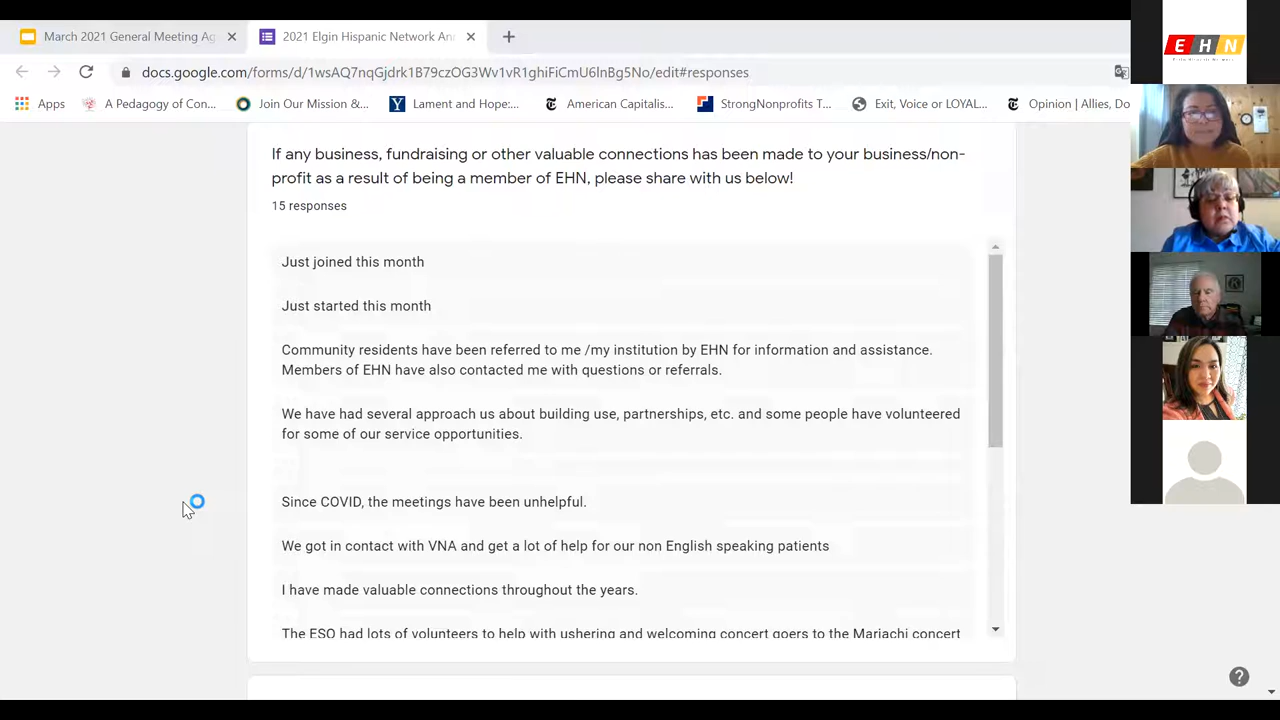 March 2021 General Meeting Ag
2021 Elgin Hispanic Network Ann
docs.google.com/forms/d/1wsAQ7nqGjdrk1B79czOG3Wv1vR1ghiFiCmU6lnBg5No/edit#responses
Apps
A Pedagogy of Con...
Join Our Mission &...
Lament and Hope:...
American Capitalis...
StrongNonprofits T...
Exit, Voice or LOYAL...
Opinion | Allies, Do
EHN
If any business, fundraising or other valuable connections has been made to your business/non-
profit as a result of being a member of EHN, please share with us below!
15 responses
Just joined this month
Just started this month
Community residents have been referred to me /my institution by EHN for information and assistance.
Members of EHN have also contacted me with questions or referrals.
We have had several approach us about building use, partnerships, etc. and some people have volunteered
for some of our service opportunities.
Since COVID, the meetings have been unhelpful.
We got in contact with VNA and get a lot of help for our non English speaking patients
I have made valuable connections throughout the years.
The ESO had lots of volunteers to help with ushering and welcoming concert goers to the Mariachi concert